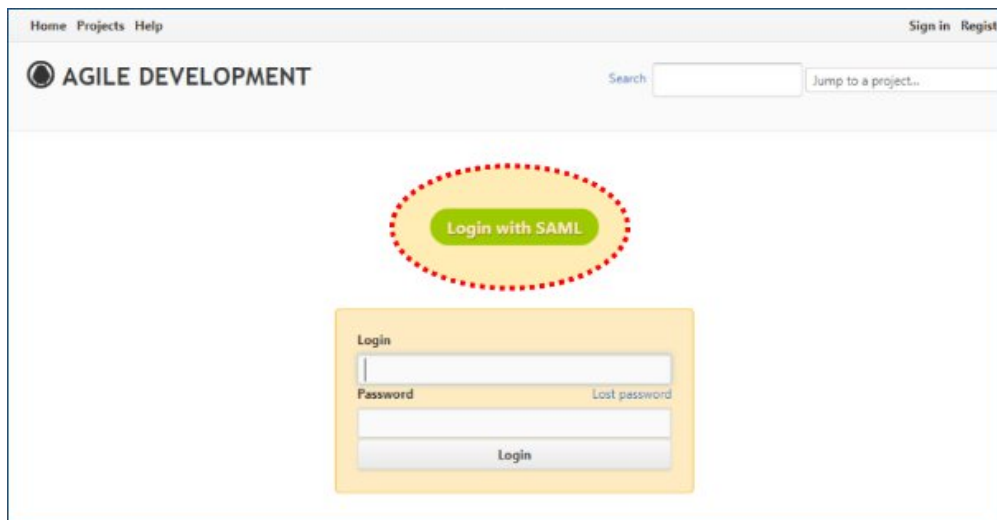 Home Projects Help Sign in Regist
AGILE DEVELOPMENT
Search Jump to a project...
Login with SAML
Login
Password Lost password
Login